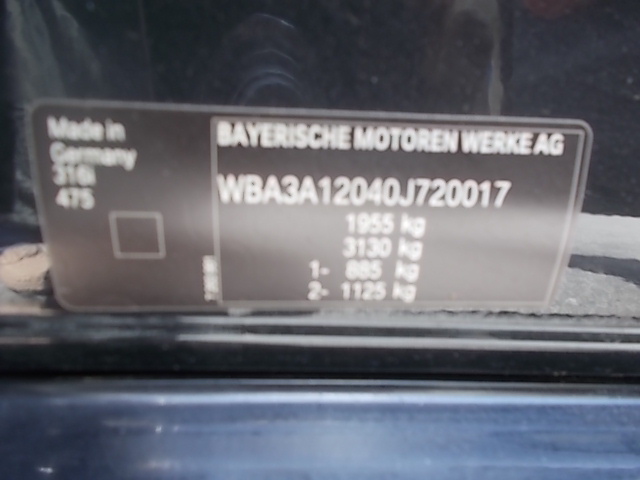 Made in
Germany
316i
475
BAYERISCHE MOTOREN WERKE AG
WBA3A12040J720017
1955 kg
3130 kg
1- 885 kg
2- 1125 kg